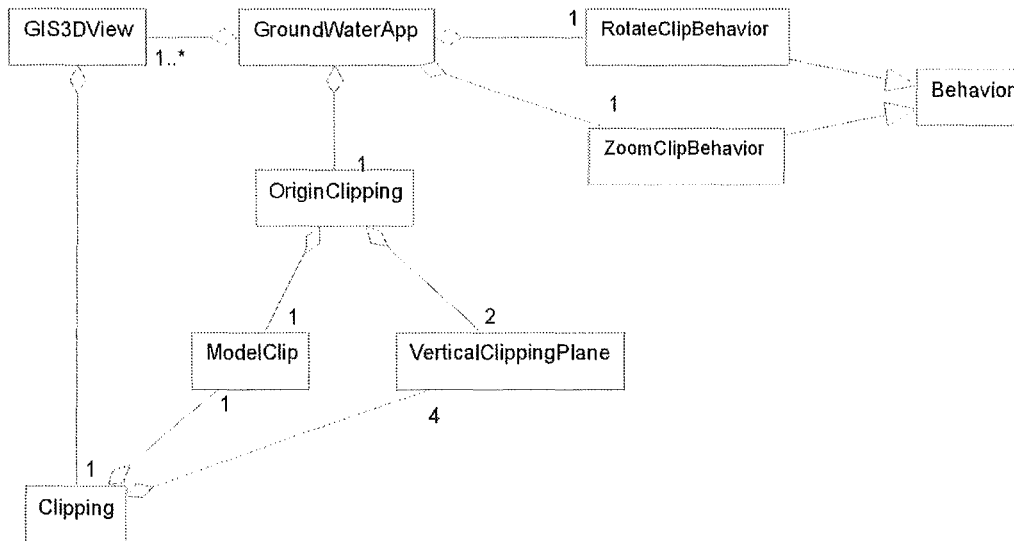 GIS3DView
GroundWaterApp
1
RotateClipBehavior
1..*
Behavior
1
ZoomClipBehavior
1
OriginClipping
1
2
ModelClip
VerticalClippingPlane
1
4
1
Clipping